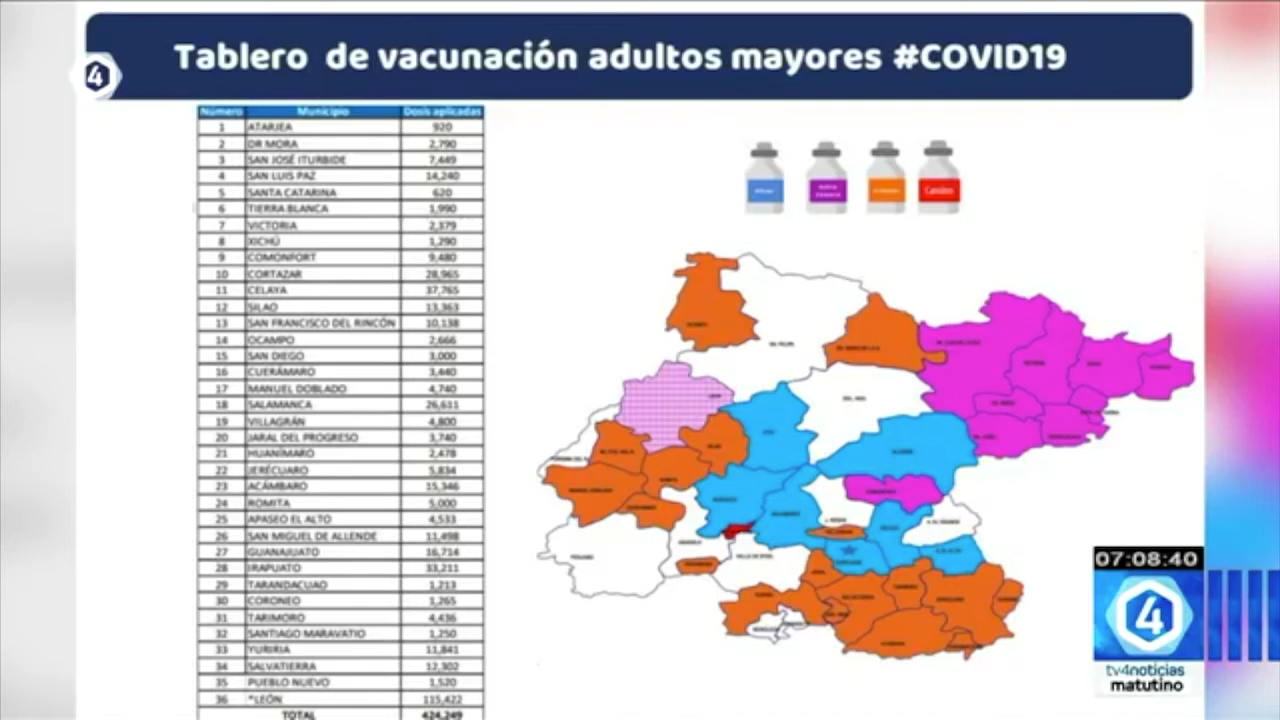 Tablero de vacunación adultos mayores #COVID19
4
Número Municipio Dosis aplicadas
1 ATARJEA 920
2 DR MORA 2,790
3 SAN JOSÉ ITURBIDE 7,449
4 SAN LUIS PAZ 14,240
5 SANTA CATARINA 620
6 TIERRA BLANCA 1,990
7 VICTORIA 2,379
8 XICHÚ 1,290
9 COMONFORT 9,480
10 CORTAZAR 28,965
11 CELAYA 37,765
12 SILAO 13,363
13 SAN FRANCISCO DEL RINCÓN 10,138
14 OCAMPO 2,666
15 SAN DIEGO 3,000
16 CUERÁMARO 3,440
17 MANUEL DOBLADO 4,740
18 SALAMANCA 26,611
19 VILLAGRÁN 4,800
20 JARAL DEL PROGRESO 3,740
21 HUANÍMARO 2,478
22 JERÉCUARO 5,834
23 ACÁMBARO 15,346
24 ROMITA 5,000
25 APASEO EL ALTO 4,533
26 SAN MIGUEL DE ALLENDE 11,498
27 GUANAJUATO 16,714
28 IRAPUATO 33,211
29 TARANDACUAO 1,213
30 CORONEO 1,265
31 TARIMORO 4,436
32 SANTIAGO MARAVATIO 1,250
33 YURIRIA 11,841
34 SALVATIERRA 12,302
35 PUEBLO NUEVO 1,520
36 *LEÓN 115,422
TOTAL 424,249
Cansino
07:08:40
4
tv4noticias
matutino